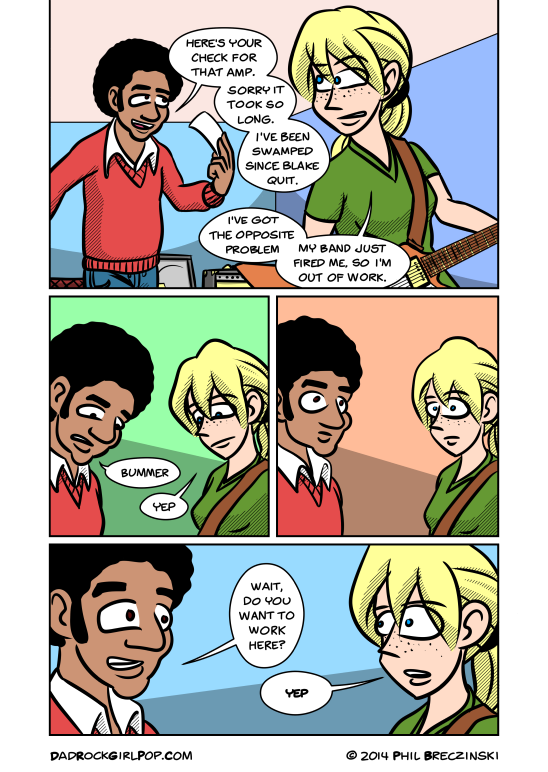 HERE'S YOUR
CHECK FOR
THAT AMP.
SORRY IT
TOOK SO
LONG.
I'VE BEEN
SWAMPED
SINCE BLAKE
QUIT.
I'VE GOT
THE OPPOSITE
PROBLEM
MY BAND JUST
FIRED ME, SO I'M
OUT OF WORK.
BUMMER
YEP
WAIT,
DO YOU
WANT TO
WORK
HERE?
YEP
DADROCKGIRLPOP.COM
© 2014 PHIL BRECZINSKI